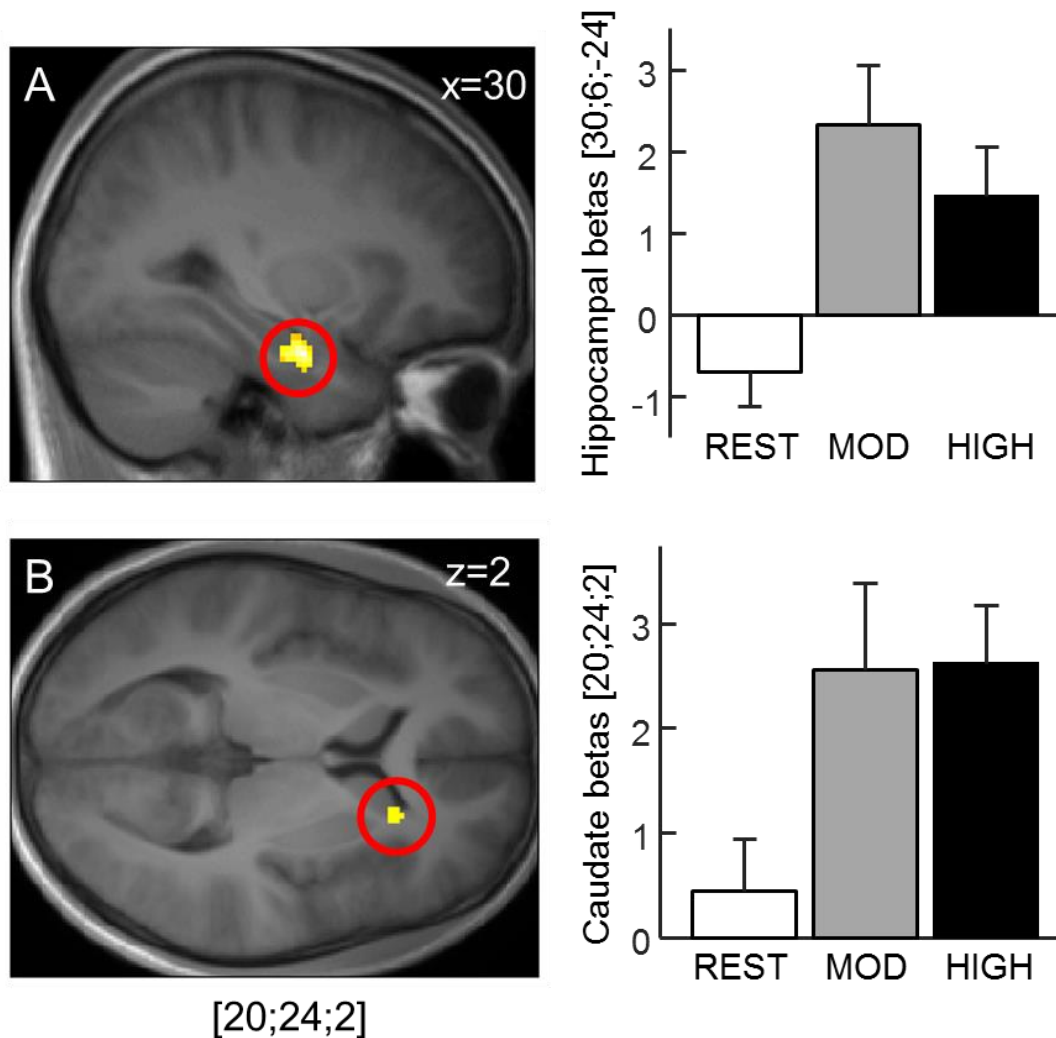 A
x=30
Hippocampal betas [30;6;-24]
3
2
1
0
-1
REST MOD HIGH
B
z=2
[20;24;2]
Caudate betas [20;24;2]
3
2
1
0
REST MOD HIGH